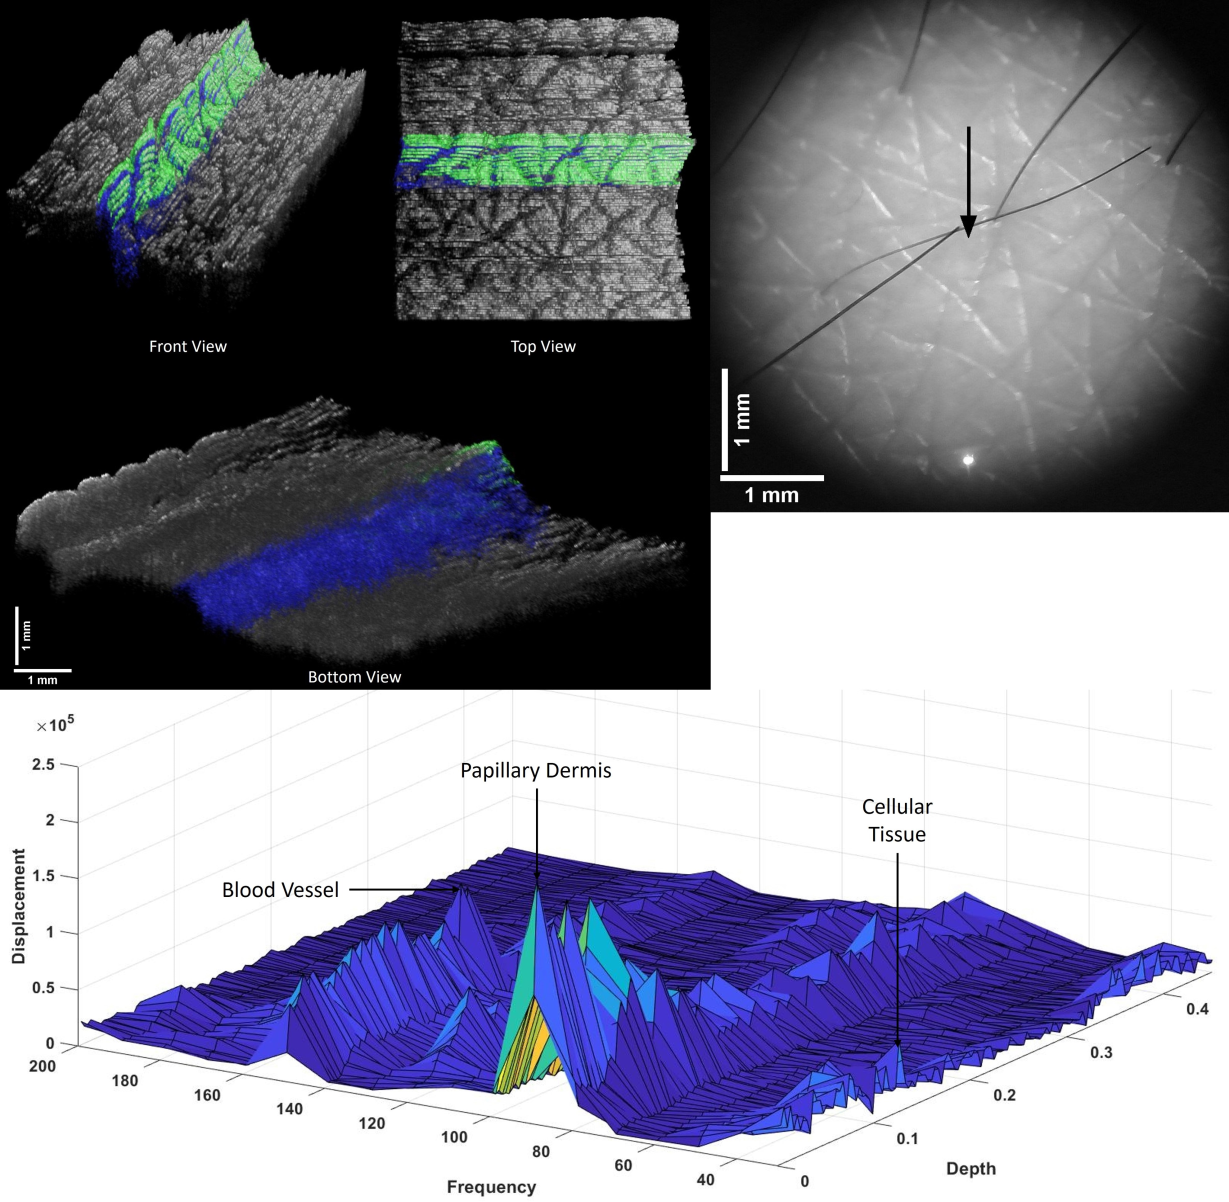 Front View
Top View
1 mm
1 mm
1 mm
1 mm
Bottom View
×10⁵
2.5
2
1.5
1
0.5
0
Displacement
Papillary Dermis
Blood Vessel
Cellular
Tissue
200
180
160
140
120
100
80
60
40
Frequency
0
0.1
0.2
0.3
0.4
Depth